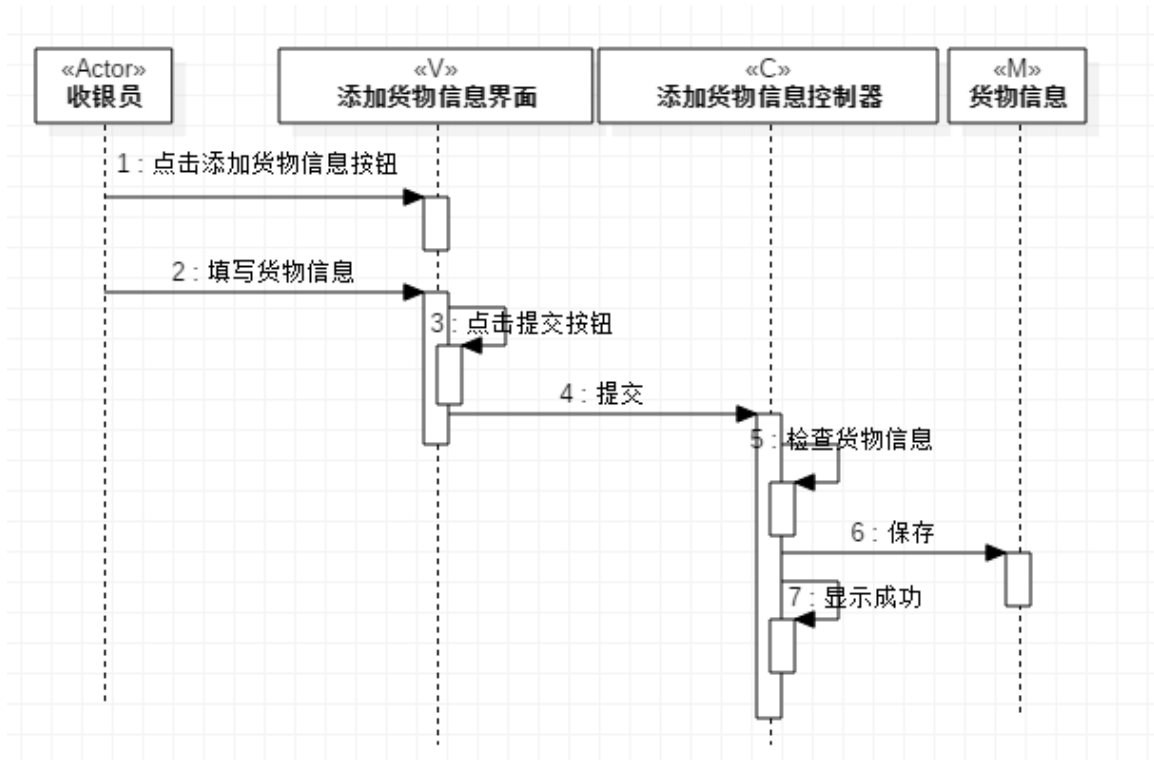 «Actor»
收银员
«V»
添加货物信息界面
«C»
添加货物信息控制器
«M»
货物信息
1 : 点击添加货物信息按钮
2 : 填写货物信息
3 : 点击提交按钮
4 : 提交
5 : 检查货物信息
6 : 保存
7 : 显示成功